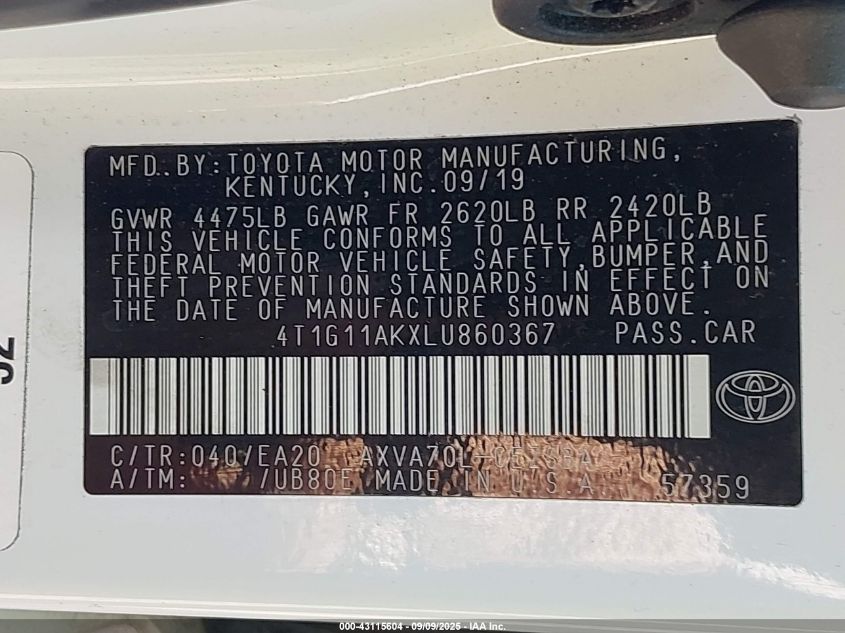 MFD. BY: TOYOTA MOTOR MANUFACTURING,
KENTUCKY, INC. 09/19
GVWR 4475LB GAWR FR 2620LB RR 2420LB
THIS VEHICLE CONFORMS TO ALL APPLICABLE
FEDERAL MOTOR VEHICLE SAFETY, BUMPER, AND
THEFT PREVENTION STANDARDS IN EFFECT ON
THE DATE OF MANUFACTURE SHOWN ABOVE.
4T1G11AKXLU860367 PASS.CAR
C/TR: 040/EA20 AXVA70L-CEZSBA
A/TM: /UB80E MADE IN U.S.A. 57359
000-43115604 - 09/09/2025 - IAA Inc.